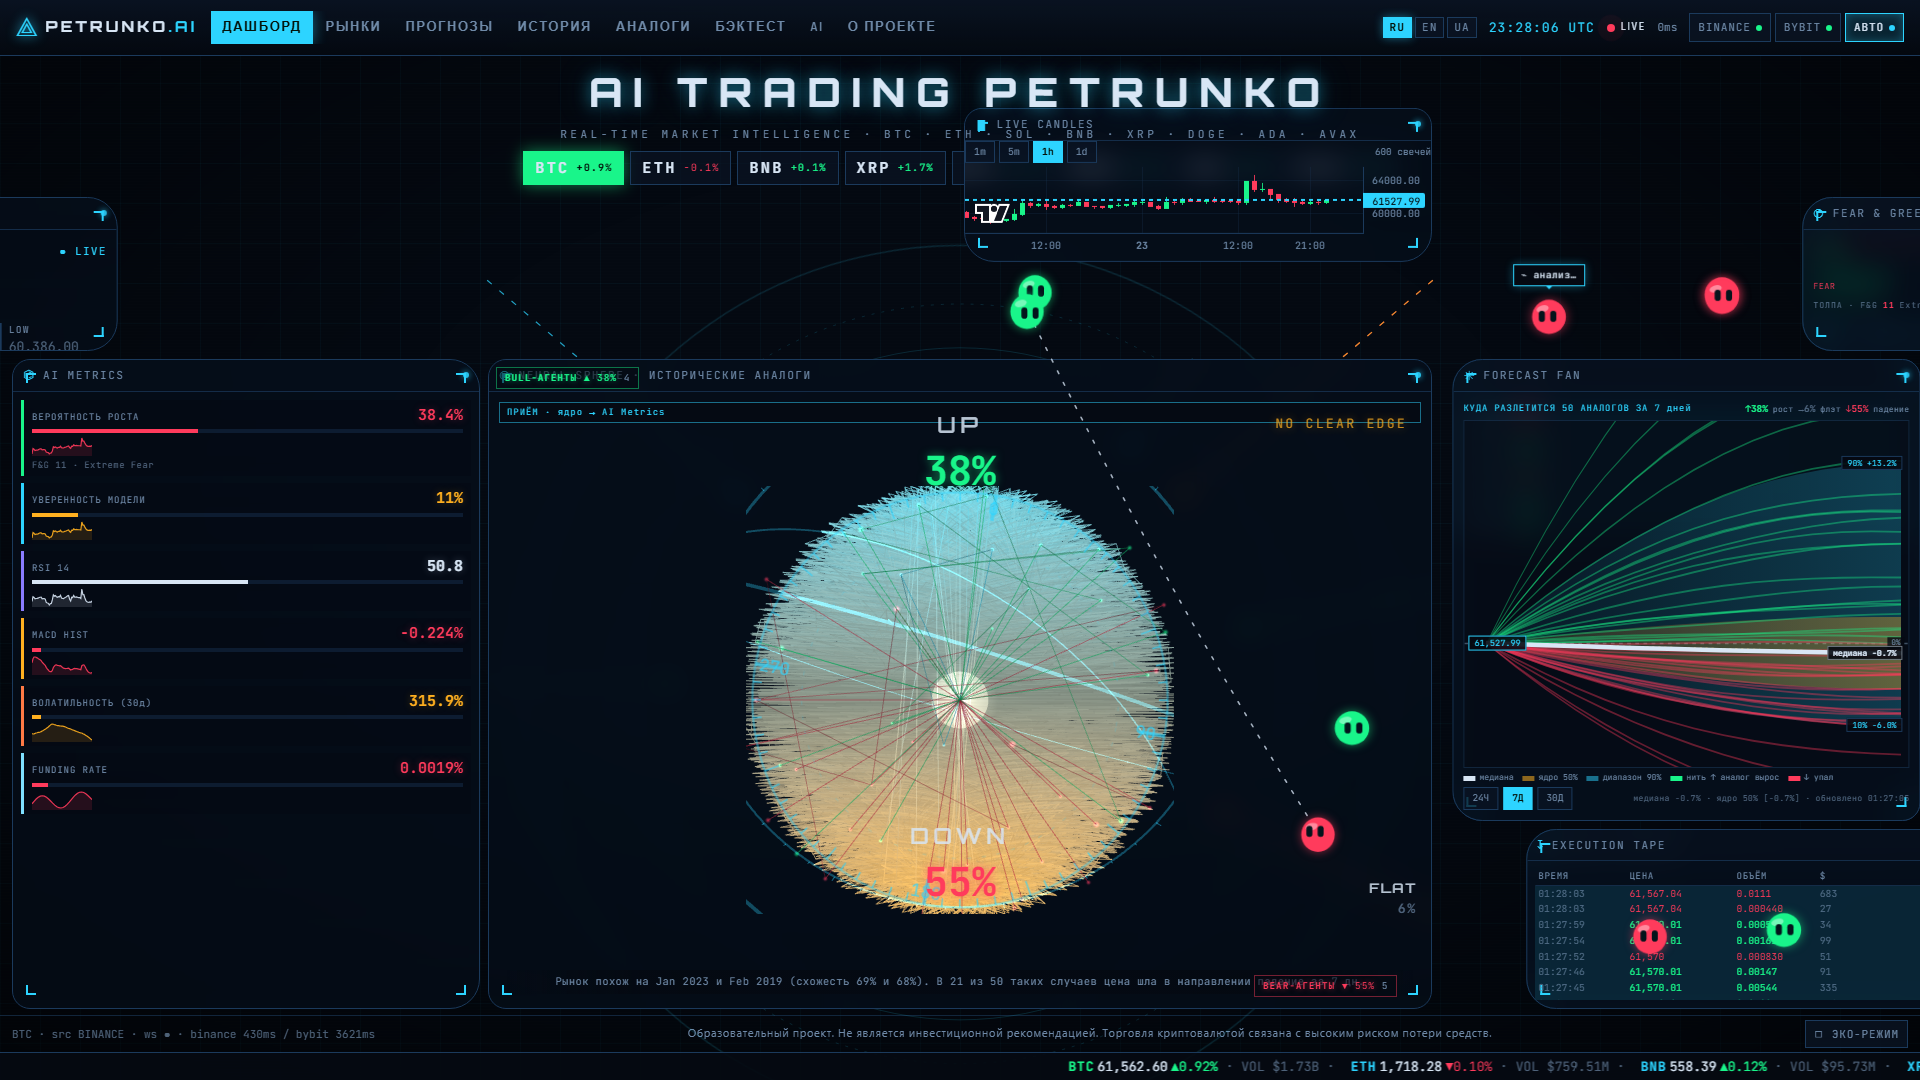 PETRUNKO.AI ДАШБОРД РЫНКИ ПРОГНОЗЫ ИСТОРИЯ АНАЛОГИ БЭКТЕСТ AI О ПРОЕКТЕ RU EN UA 23:28:06 UTC LIVE 0ms BINANCE BYBIT АВТО
AI TRADING PETRUNKO
REAL-TIME MARKET INTELLIGENCE · BTC · ETH · SOL · BNB · XRP · DOGE · ADA · AVAX
BTC +0.9% ETH -0.1% BNB +0.1% XRP +1.7%
LIVE CANDLES
1m 5m 1h 1d 600 свечей
64000.00
61527.99
60000.00
12:00 23 12:00 21:00
LIVE
LOW
60,386.00
~ анализ…
FEAR & GREE
FEAR
ТОЛПА · F&G 11 Extr
AI METRICS
ВЕРОЯТНОСТЬ РОСТА 38.4%
F&G 11 · Extreme Fear
УВЕРЕННОСТЬ МОДЕЛИ 11%
RSI 14 50.8
MACD HIST -0.224%
ВОЛАТИЛЬНОСТЬ (30д) 315.9%
FUNDING RATE 0.0019%
BULL-АГЕНТЫ ▲ 38% 4 ИСТОРИЧЕСКИЕ АНАЛОГИ
ПРИЁМ · ядро → AI Metrics
NO CLEAR EDGE
UP
38%
DOWN
55%
FLAT
6%
Рынок похож на Jan 2023 и Feb 2019 (схожесть 69% и 68%). В 21 из 50 таких случаев цена шла в направлении
BEAR-АГЕНТЫ ▼ 55% 5
FORECAST FAN
КУДА РАЗЛЕТИТСЯ 50 АНАЛОГОВ ЗА 7 дней ↑38% рост —6% флэт ↓55% падение
90% +13.2%
61,527.99
0%
медиана -0.7%
10% -6.0%
медиана ядро 50% диапазон 90% нить ↑ аналог вырос ↓ упал
24Ч 7Д 30Д медиана -0.7% · ядро 50% [-0.7%] · обновлено 01:27:05
EXECUTION TAPE
ВРЕМЯ ЦЕНА ОБЪЁМ $
01:28:03 61,567.04 0.0111 683
01:28:03 61,567.04 0.000440 27
01:27:59 34
01:27:54 99
01:27:52 61,570 0.000830 51
01:27:46 61,570.01 0.00147 91
01:27:45 61,570.01 0.00544 335
BTC · src BINANCE · ws ● · binance 430ms / bybit 3621ms
Образовательный проект. Не является инвестиционной рекомендацией. Торговля криптовалютой связана с высоким риском потери средств.
ЭКО-РЕЖИМ
BTC 61,562.60 ▲0.92% · VOL $1.73B · ETH 1,718.28 ▼0.10% · VOL $759.51M · BNB 558.39 ▲0.12% · VOL $95.73M ·